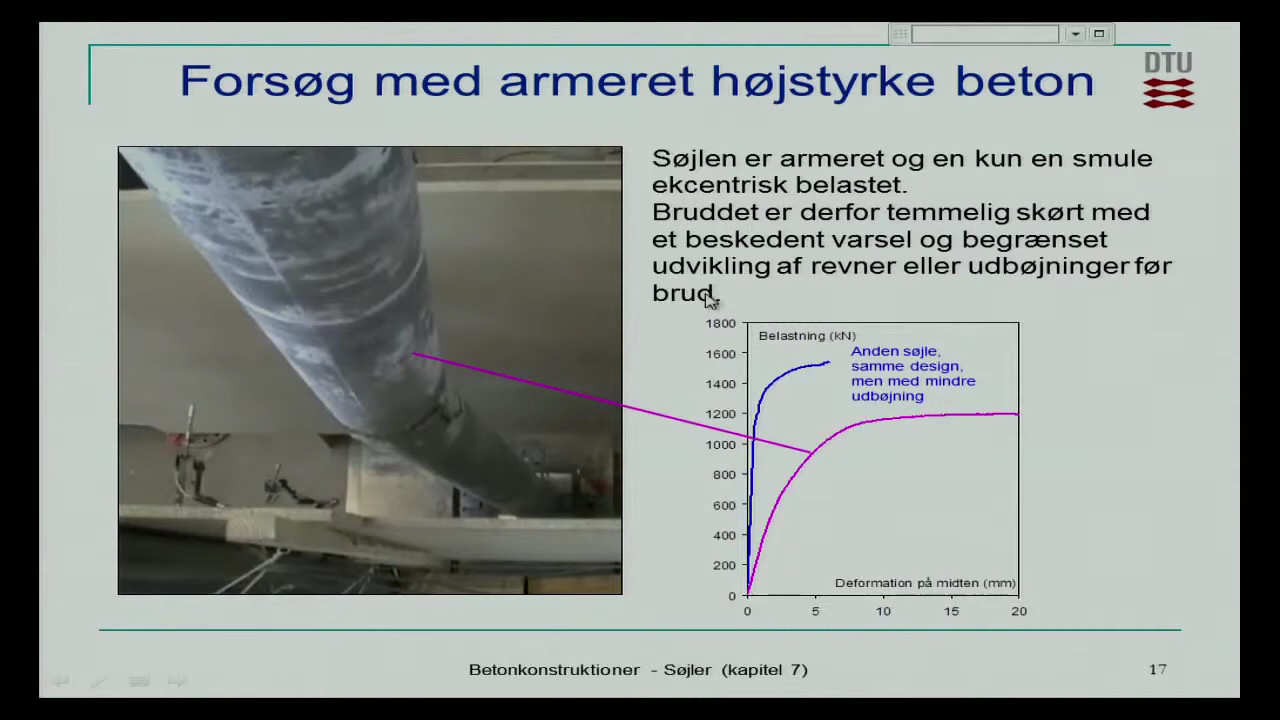 Forsøg med armeret højstyrke beton
DTU
Søjlen er armeret og en kun en smule
ekcentrisk belastet.
Bruddet er derfor temmelig skørt med
et beskedent varsel og begrænset
udvikling af revner eller udbøjninger før
brud.
1800
1600
1400
1200
1000
800
600
400
200
0
Belastning (kN)
Anden søjle,
samme design,
men med mindre
udbøjning
Deformation på midten (mm)
0 5 10 15 20
Betonkonstruktioner - Søjler (kapitel 7)
17